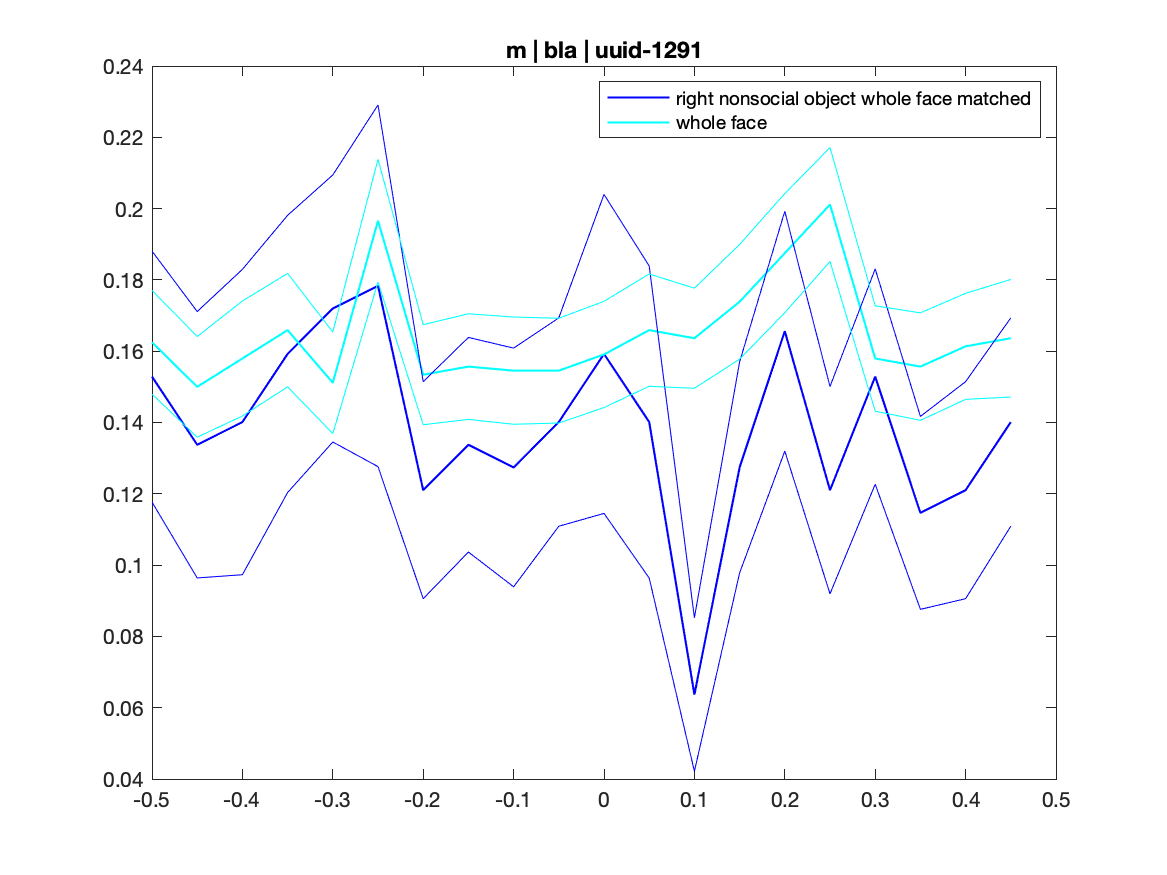 m | bla | uuid-1291
right nonsocial object whole face matched
whole face
0.24
0.22
0.2
0.18
0.16
0.14
0.12
0.1
0.08
0.06
0.04
-0.5 -0.4 -0.3 -0.2 -0.1 0 0.1 0.2 0.3 0.4 0.5